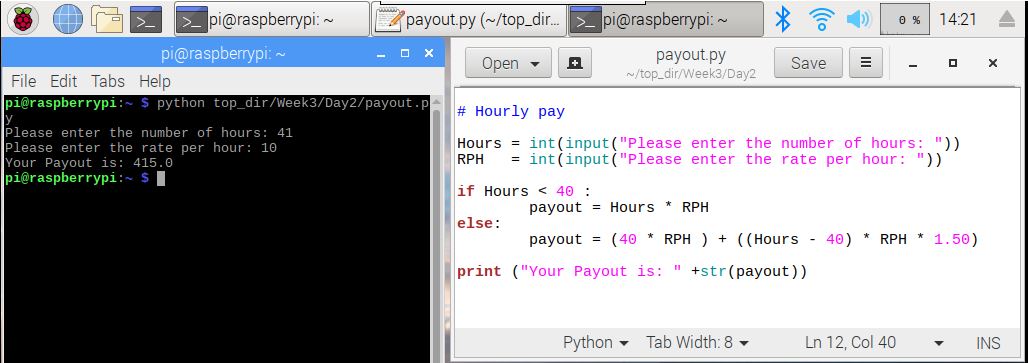 pi@raspberrypi: ~
payout.py (~/top_dir...
pi@raspberrypi: ~
0 %
14:21
pi@raspberrypi: ~
File Edit Tabs Help
pi@raspberrypi:~ $ python top_dir/Week3/Day2/payout.p
y
Please enter the number of hours: 41
Please enter the rate per hour: 10
Your Payout is: 415.0
pi@raspberrypi:~ $
Open
payout.py
~/top_dir/Week3/Day2
Save
# Hourly pay
Hours = int(input("Please enter the number of hours: "))
RPH   = int(input("Please enter the rate per hour: "))
if Hours < 40 :
        payout = Hours * RPH
else:
        payout = (40 * RPH ) + ((Hours - 40) * RPH * 1.50)
print ("Your Payout is: " +str(payout))
Python Tab Width: 8 Ln 12, Col 40 INS